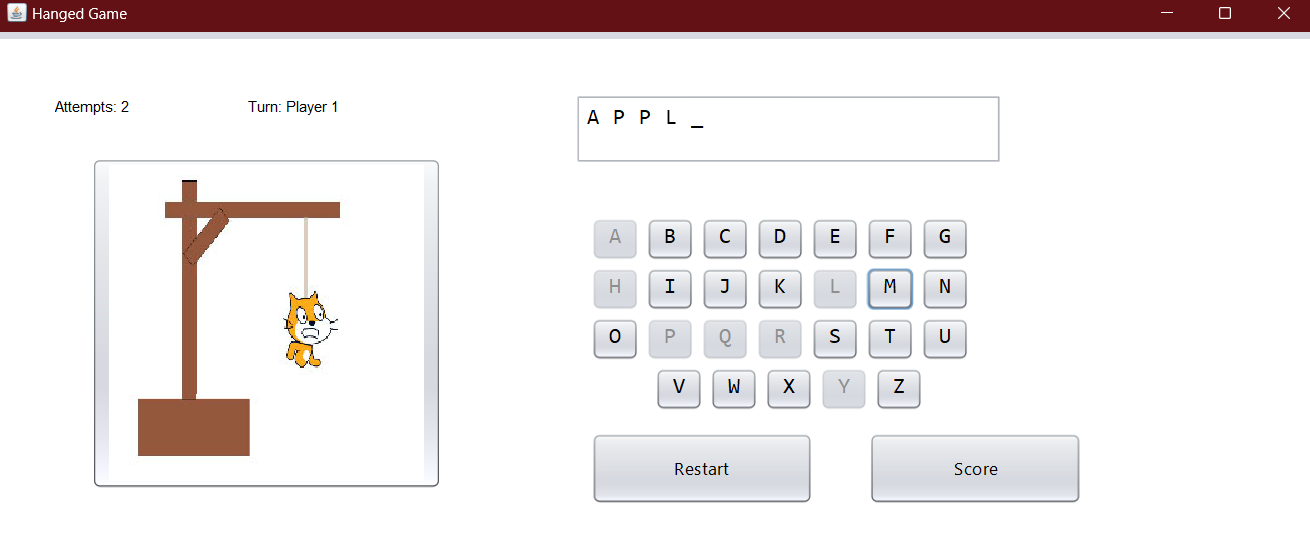 Hanged Game
Attempts: 2 Turn: Player 1
A P P L _
A B C D E F G
H I J K L M N
O P Q R S T U
V W X Y Z
Restart Score